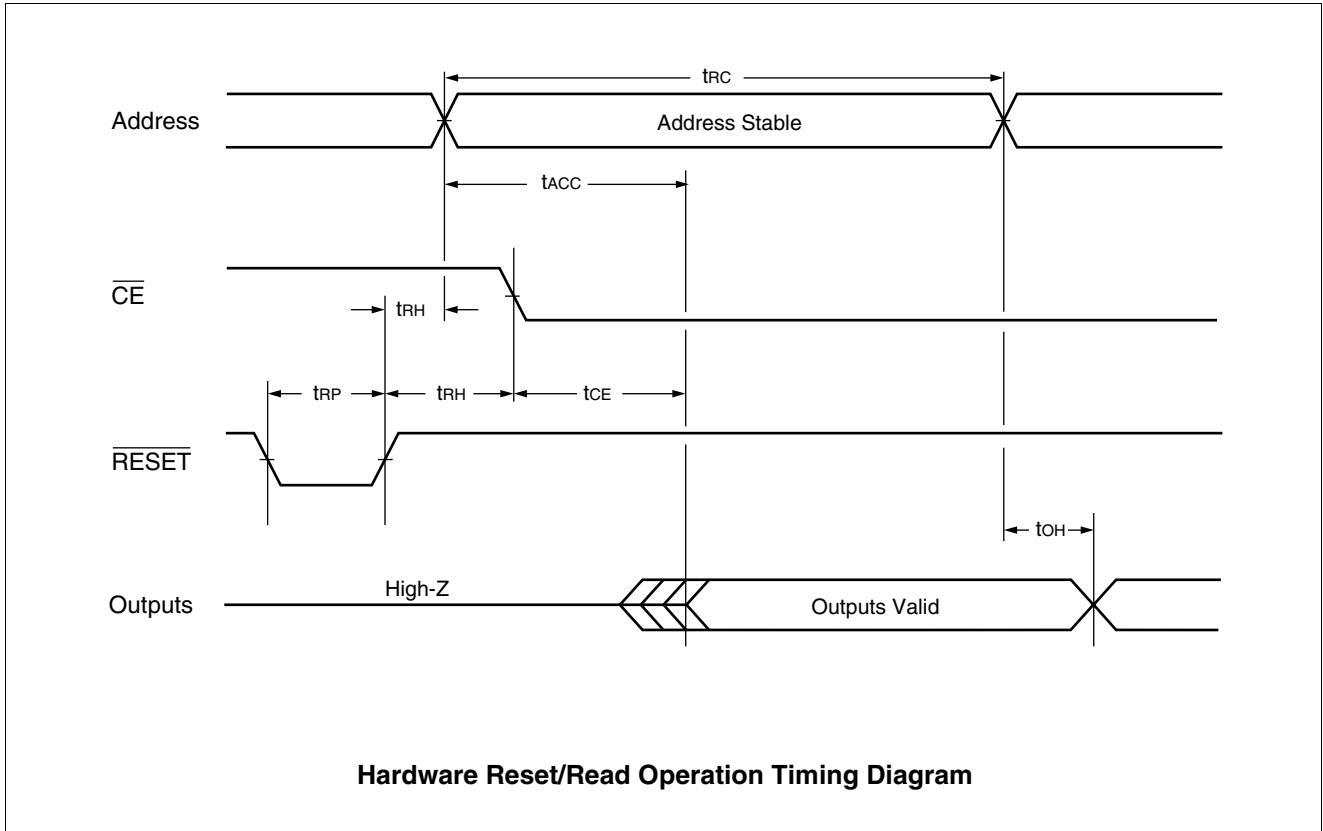 tRC
Address
Address Stable
tACC
CE
tRH
tRP
tRH
tCE
RESET
tOH
High-Z
Outputs
Outputs Valid
Hardware Reset/Read Operation Timing Diagram